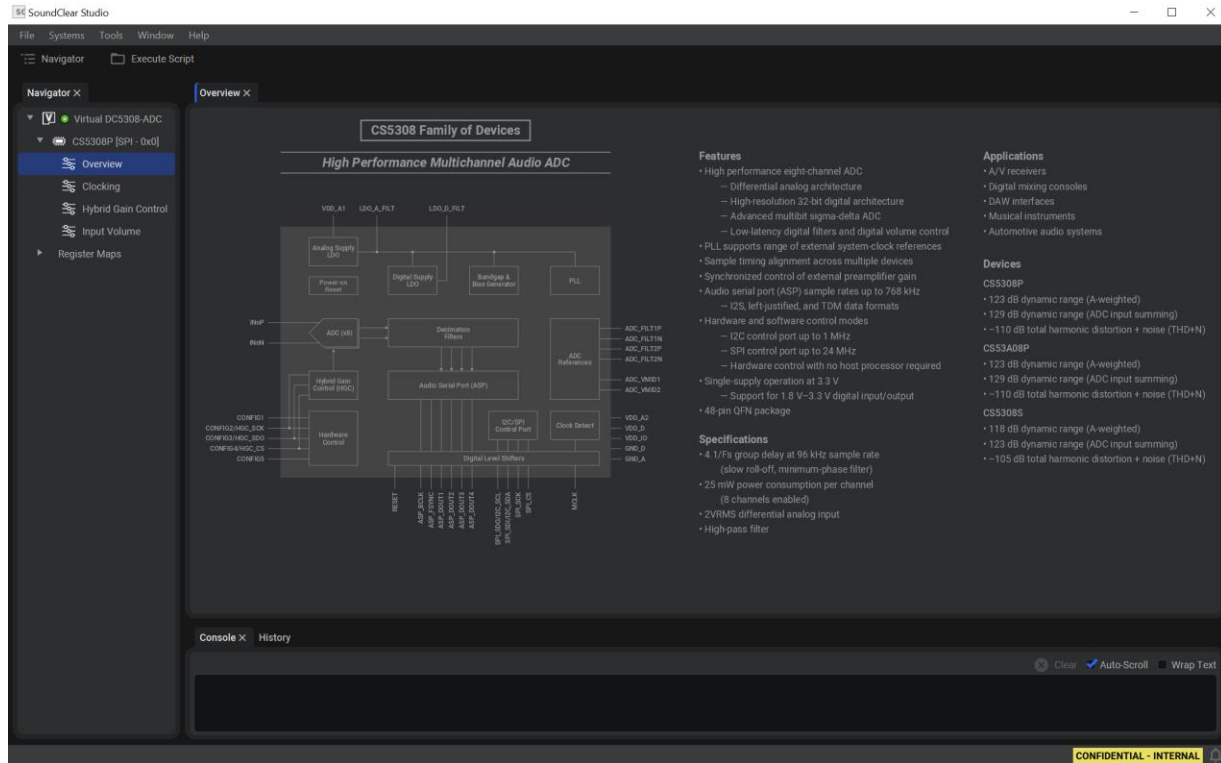 SC SoundClear Studio
File Systems Tools Window Help
Navigator Execute Script
Navigator
Virtual DC5308-ADC
CS5308P [SPI - 0x0]
Overview
Clocking
Hybrid Gain Control
Input Volume
Register Maps
Overview
CS5308 Family of Devices
High Performance Multichannel Audio ADC
VDD_A1 LDO_A_FILT LDO_D_FILT
Analog Supply
LDO
Power-on
Reset
Digital Supply
LDO
Bandgap &
Bias Generator
PLL
INnP
INnN
ADC (x8)
Decimation
Filters
ADC
References
ADC_FILT1P
ADC_FILT1N
ADC_FILT2P
ADC_FILT2N
ADC_VMID1
ADC_VMID2
Hybrid Gain
Control (HGC)
Audio Serial Port (ASP)
CONFIG1
CONFIG2/HGC_SCK
CONFIG3/HGC_SDO
CONFIG4/HGC_CS
CONFIG5
Hardware
Control
I2C/SPI
Control Port
Clock Detect
VDD_A2
VDD_D
VDD_IO
GND_D
GND_A
Digital Level Shifters
RESET
ASP_BCLK
ASP_FSYNC
ASP_DOUT1
ASP_DOUT2
ASP_DOUT3
ASP_DOUT4
SPI_SDO/I2C_SCL
SPI_SDI/I2C_SDA
SPI_SCK
SPI_CS
MCLK
Features
• High performance eight-channel ADC
— Differential analog architecture
— High-resolution 32-bit digital architecture
— Advanced multibit sigma-delta ADC
— Low-latency digital filters and digital volume control
• PLL supports range of external system-clock references
• Sample timing alignment across multiple devices
• Synchronized control of external preamplifier gain
• Audio serial port (ASP) sample rates up to 768 kHz
— I2S, left-justified, and TDM data formats
• Hardware and software control modes
— I2C control port up to 1 MHz
— SPI control port up to 24 MHz
— Hardware control with no host processor required
• Single-supply operation at 3.3 V
— Support for 1.8 V–3.3 V digital input/output
• 48-pin QFN package
Specifications
• 4.1/Fs group delay at 96 kHz sample rate
(slow roll-off, minimum-phase filter)
• 25 mW power consumption per channel
(8 channels enabled)
• 2VRMS differential analog input
• High-pass filter
Applications
• A/V receivers
• Digital mixing consoles
• DAW interfaces
• Musical instruments
• Automotive audio systems
Devices
CS5308P
• 123 dB dynamic range (A-weighted)
• 129 dB dynamic range (ADC input summing)
• −110 dB total harmonic distortion + noise (THD+N)
CS53A08P
• 123 dB dynamic range (A-weighted)
• 129 dB dynamic range (ADC input summing)
• −110 dB total harmonic distortion + noise (THD+N)
CS5308S
• 118 dB dynamic range (A-weighted)
• 123 dB dynamic range (ADC input summing)
• −105 dB total harmonic distortion + noise (THD+N)
Console History
Clear Auto-Scroll Wrap Text
CONFIDENTIAL - INTERNAL